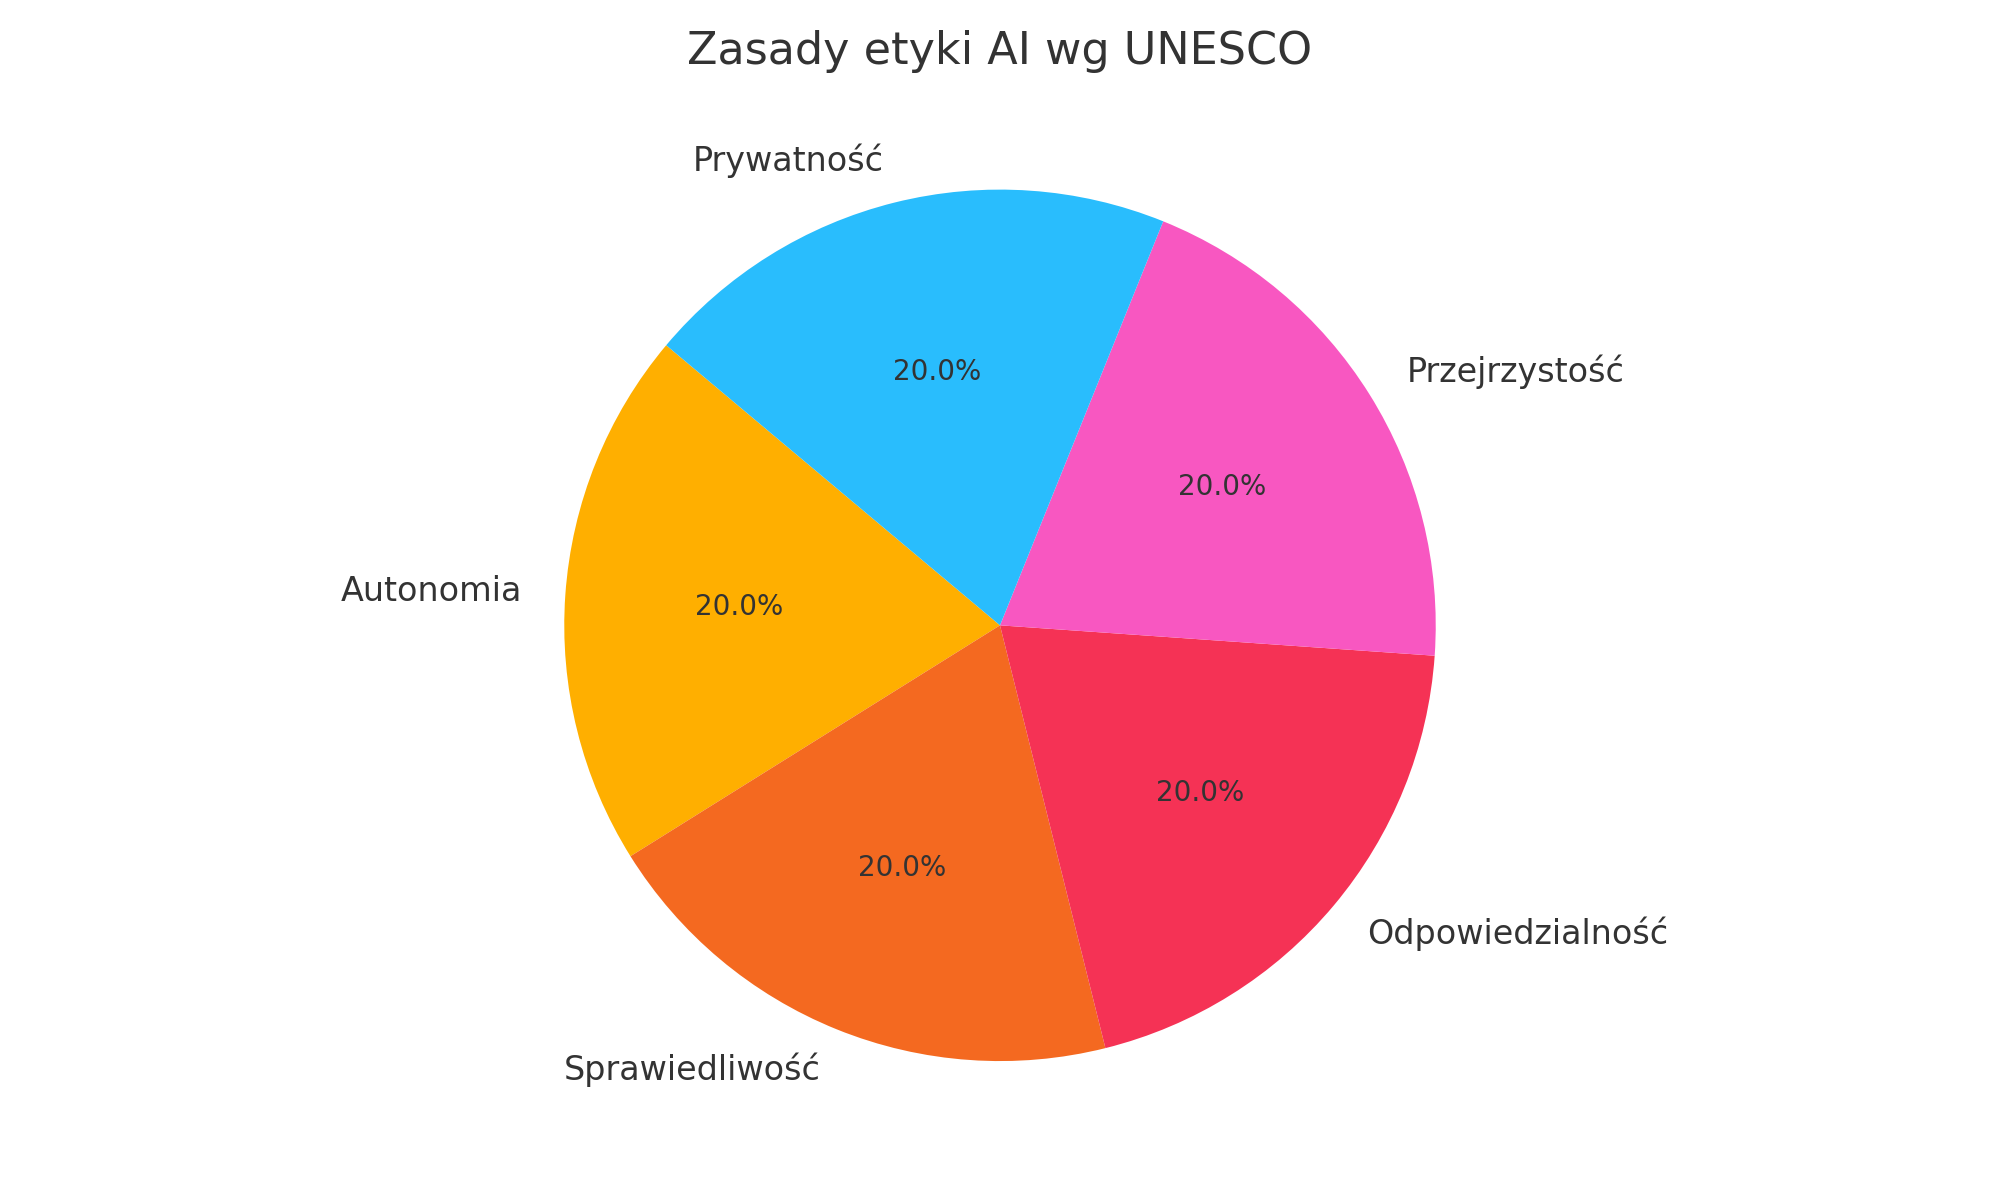 Zasady etyki AI wg UNESCO
Prywatność
Przejrzystość
20.0%
20.0%
Autonomia
20.0%
20.0%
20.0%
Odpowiedzialność
Sprawiedliwość